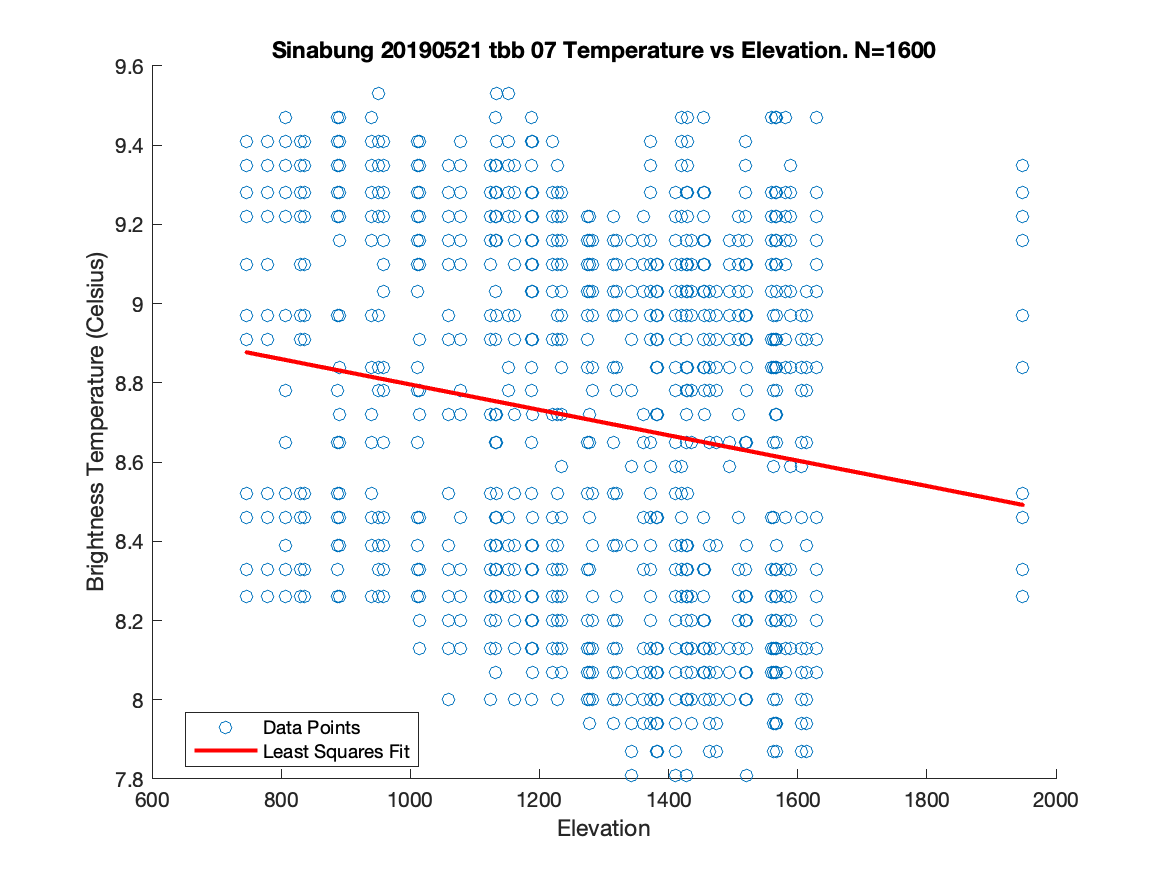 Sinabung 20190521 tbb 07 Temperature vs Elevation. N=1600
9.6
9.4
9.2
9
8.8
8.6
8.4
8.2
8
7.8
Brightness Temperature (Celsius)
Data Points
Least Squares Fit
600 800 1000 1200 1400 1600 1800 2000
Elevation